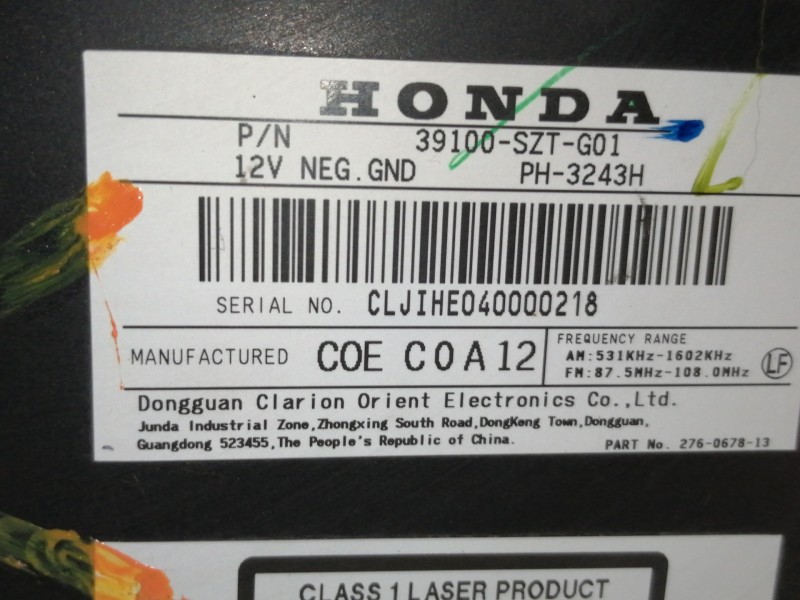 HONDA
P/N 39100-SZT-G01
12V NEG.GND PH-3243H
SERIAL NO. CLJIHE040000218
MANUFACTURED COE C0A12
FREQUENCY RANGE
AM:531KHz-1602KHz
FM:87.5MHz-108.0MHz
LF
Dongguan Clarion Orient Electronics Co.,Ltd.
Junda Industrial Zone,Zhongxing South Road,DongKeng Town,Dongguan,
Guangdong 523455,The People's Republic of China.
PART No. 276-0678-13
CLASS 1 LASER PRODUCT